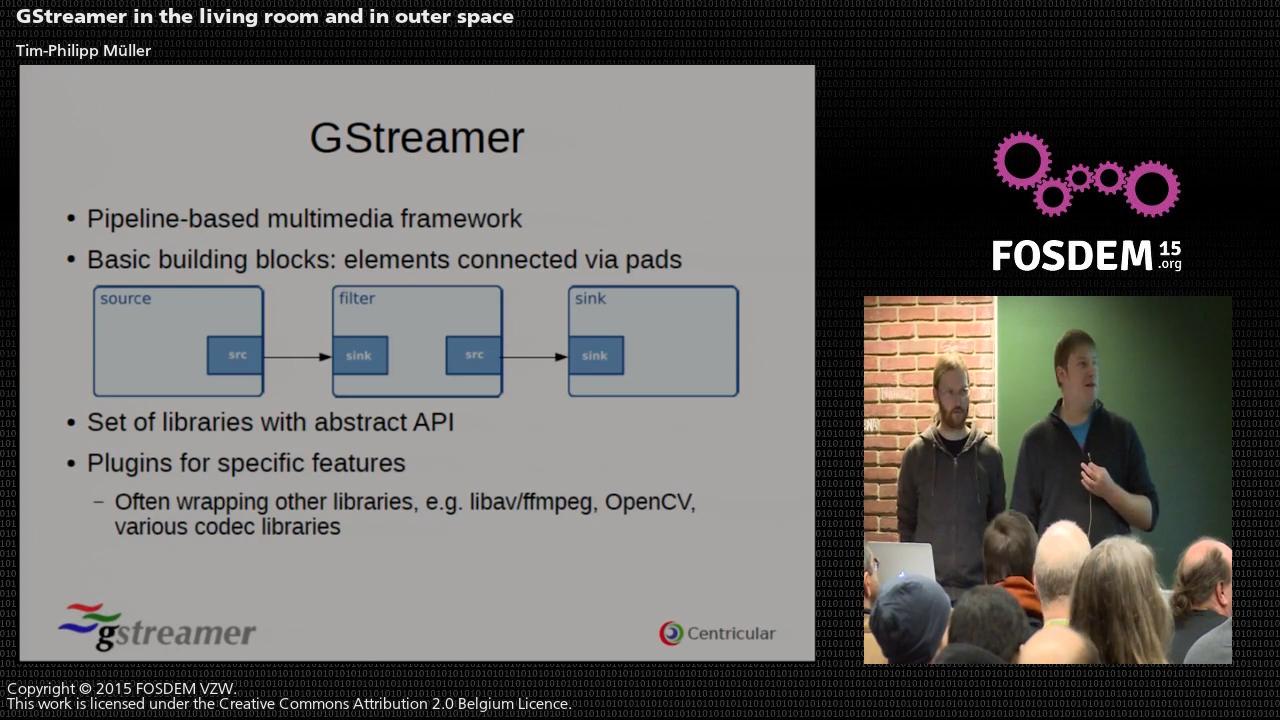 GStreamer in the living room and in outer space
Tim-Philipp Müller
GStreamer
• Pipeline-based multimedia framework
• Basic building blocks: elements connected via pads
source
filter
sink
src
sink
src
sink
• Set of libraries with abstract API
• Plugins for specific features
– Often wrapping other libraries, e.g. libav/ffmpeg, OpenCV,
various codec libraries
gstreamer
Centricular
FOSDEM 15
.org
Copyright © 2015 FOSDEM VZW.
This work is licensed under the Creative Commons Attribution 2.0 Belgium Licence.